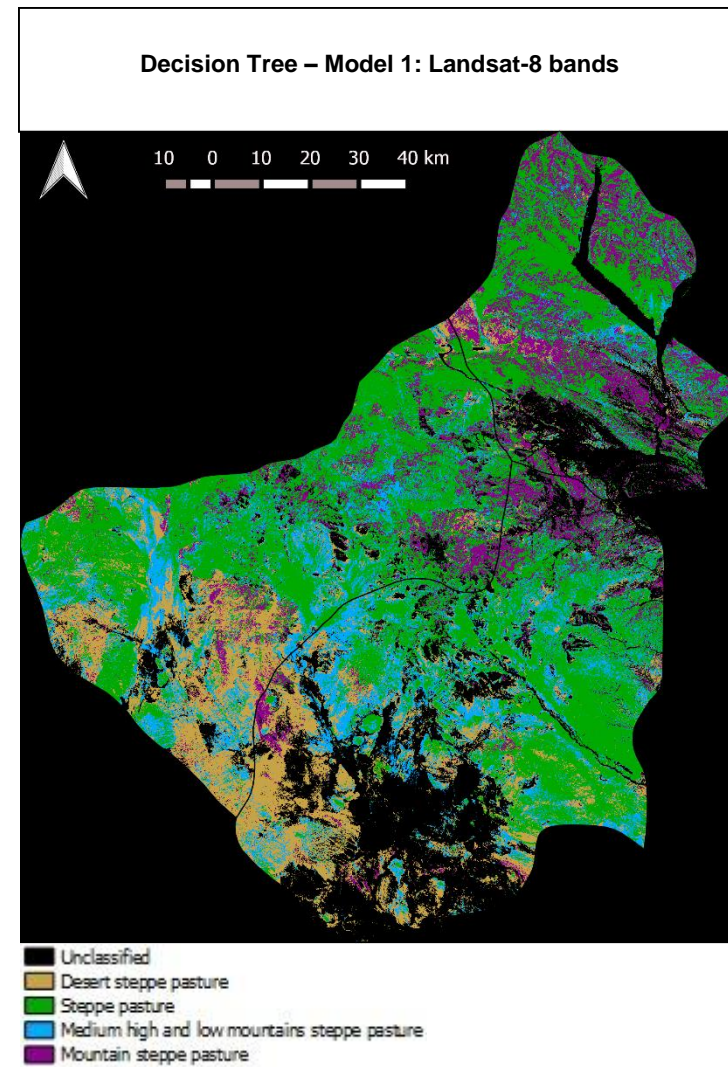 Decision Tree – Model 1: Landsat-8 bands
10 0 10 20 30 40 km
Unclassified
Desert steppe pasture
Steppe pasture
Medium high and low mountains steppe pasture
Mountain steppe pasture